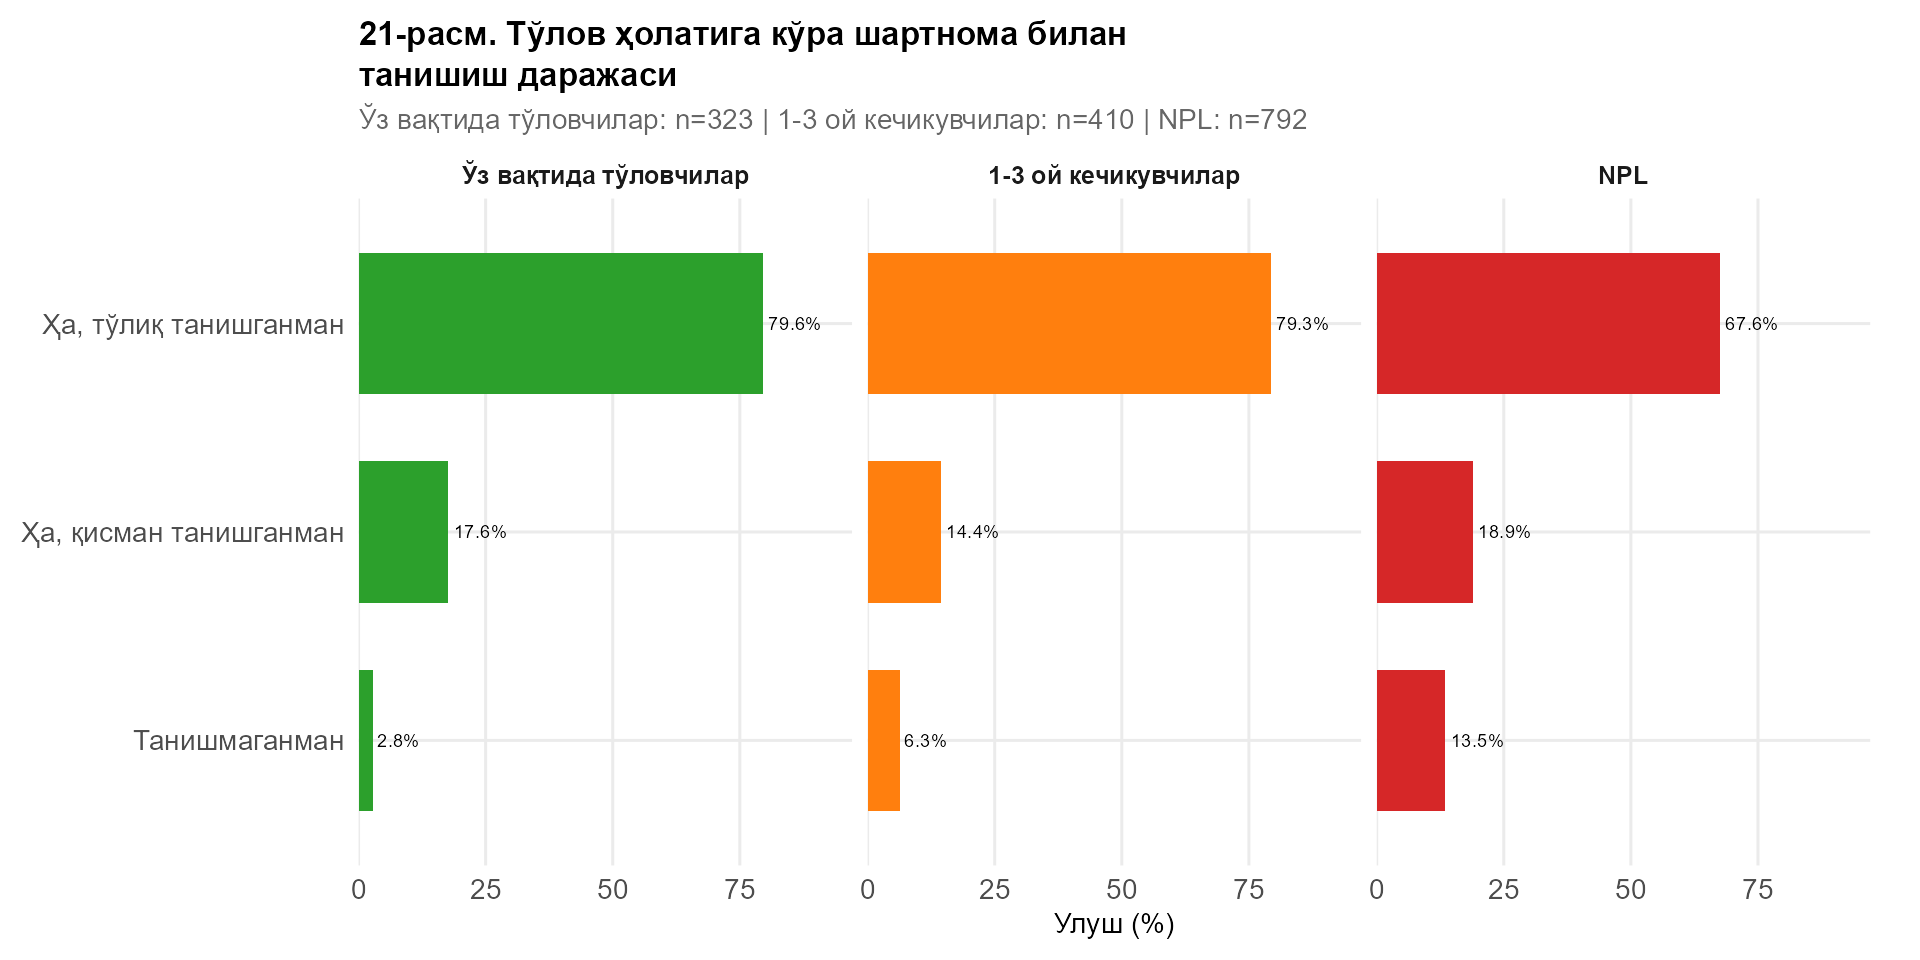 21-расм. Тўлов ҳолатига кўра шартнома билан
танишиш даражаси
Ўз вақтида тўловчилар: n=323 | 1-3 ой кечикувчилар: n=410 | NPL: n=792
Ўз вақтида тўловчилар
1-3 ой кечикувчилар
NPL
Ҳа, тўлиқ танишганман
79.6%
79.3%
67.6%
Ҳа, қисман танишганман
17.6%
14.4%
18.9%
Танишмаганман
2.8%
6.3%
13.5%
0 25 50 75
0 25 50 75
0 25 50 75
Улуш (%)